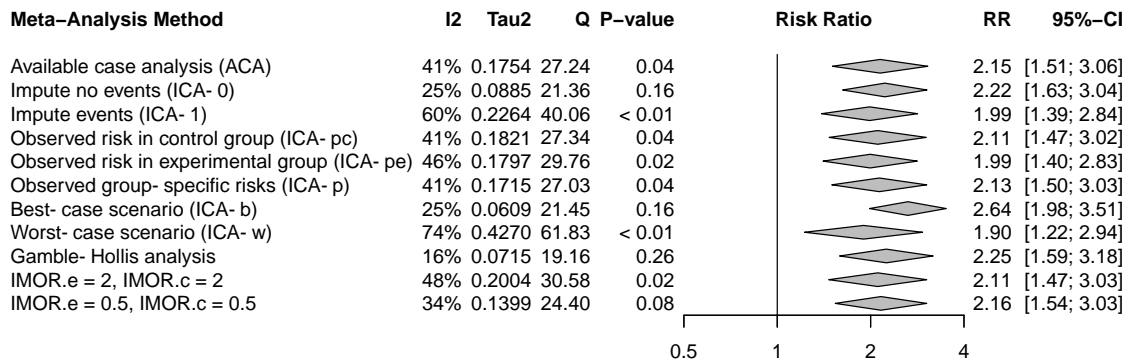 Meta−Analysis Method I2 Tau2 Q P−value Risk Ratio RR 95%−CI
Available case analysis (ACA) 41% 0.1754 27.24 0.04 2.15 [1.51; 3.06]
Impute no events (ICA- 0) 25% 0.0885 21.36 0.16 2.22 [1.63; 3.04]
Impute events (ICA- 1) 60% 0.2264 40.06 < 0.01 1.99 [1.39; 2.84]
Observed risk in control group (ICA- pc) 41% 0.1821 27.34 0.04 2.11 [1.47; 3.02]
Observed risk in experimental group (ICA- pe) 46% 0.1797 29.76 0.02 1.99 [1.40; 2.83]
Observed group- specific risks (ICA- p) 41% 0.1715 27.03 0.04 2.13 [1.50; 3.03]
Best- case scenario (ICA- b) 25% 0.0609 21.45 0.16 2.64 [1.98; 3.51]
Worst- case scenario (ICA- w) 74% 0.4270 61.83 < 0.01 1.90 [1.22; 2.94]
Gamble- Hollis analysis 16% 0.0715 19.16 0.26 2.25 [1.59; 3.18]
IMOR.e = 2, IMOR.c = 2 48% 0.2004 30.58 0.02 2.11 [1.47; 3.03]
IMOR.e = 0.5, IMOR.c = 0.5 34% 0.1399 24.40 0.08 2.16 [1.54; 3.03]
0.5 1 2 4